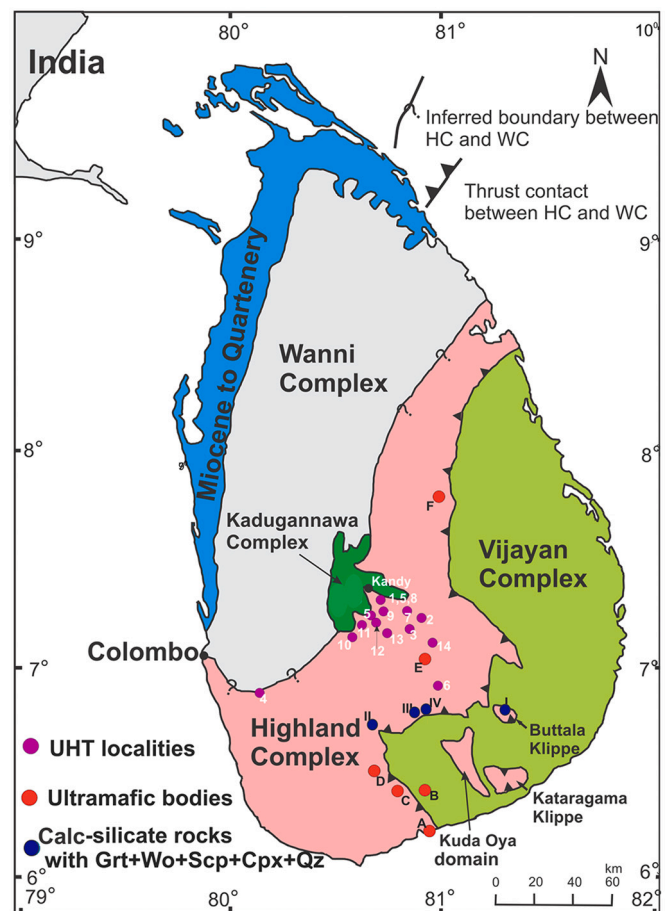 80°
81°
10°
India
N
Inferred boundary between
HC and WC
Thrust contact
between HC and WC
9°
9°
Miocene to Quartenery
Wanni
Complex
8°
8°
9°
F
Kadugannawa
Complex
Vijayan
Complex
Kandy
1,5,8
5
9
7
2
11
3
10
13
12
14
Colombo
7°
7°
E
6
4
II
III
IV
I
Highland
Complex
Buttala
Klippe
UHT localities
D
C
B
Kataragama
Klippe
Ultramafic bodies
A
Kuda Oya
domain
Calc-silicate rocks
with Grt+Wo+Scp+Cpx+Qz
km
0 20 40 60
6°
6°
79°
80°
81°
82°